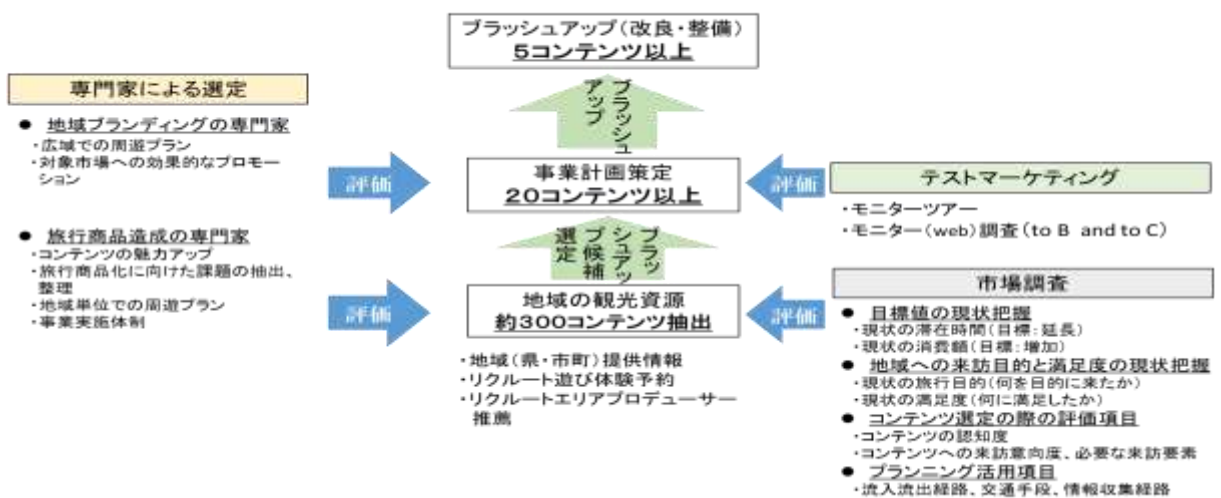 ブラッシュアップ(改良・整備)
5コンテンツ以上
ブラッシュ
アップ
専門家による選定
● 地域ブランディングの専門家
・広域での周遊プラン
・対象市場への効果的なプロモー
ション
● 旅行商品造成の専門家
・コンテンツの魅力アップ
・旅行商品化に向けた課題の抽出、
整理
・地域単位での周遊プラン
・事業実施体制
評価
評価
事業計画策定
20コンテンツ以上
ブラッ
シュアッ
プ候補
選定
地域の観光資源
約300コンテンツ抽出
・地域(県・市町)提供情報
・リクルート遊び体験予約
・リクルートエリアプロデューサー
推薦
評価
評価
テストマーケティング
・モニターツアー
・モニター(web)調査(to B and to C)
市場調査
● 目標値の現状把握
・現状の滞在時間(目標:延長)
・現状の消費額(目標:増加)
● 地域への来訪目的と満足度の現状把握
・現状の旅行目的(何を目的に来たか)
・現状の満足度(何に満足したか)
● コンテンツ選定の際の評価項目
・コンテンツの認知度
・コンテンツへの来訪意向度、必要な来訪要素
● プランニング活用項目
・流入流出経路、交通手段、情報収集経路